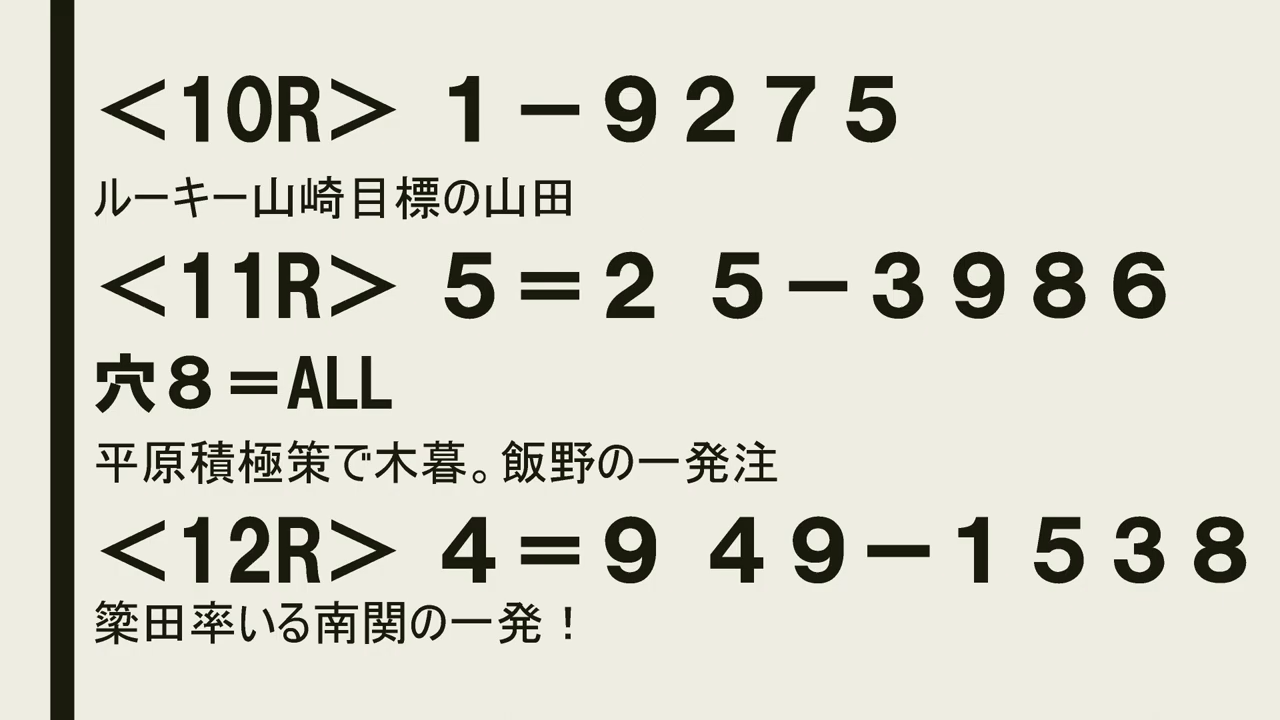 ＜10R＞ １－９２７５
ルーキー山崎目標の山田
＜11R＞ ５＝２ ５－３９８６
穴８＝ALL
平原積極策で木暮。飯野の一発注
＜12R＞ ４＝９ ４９－１５３８
簗田率いる南関の一発！